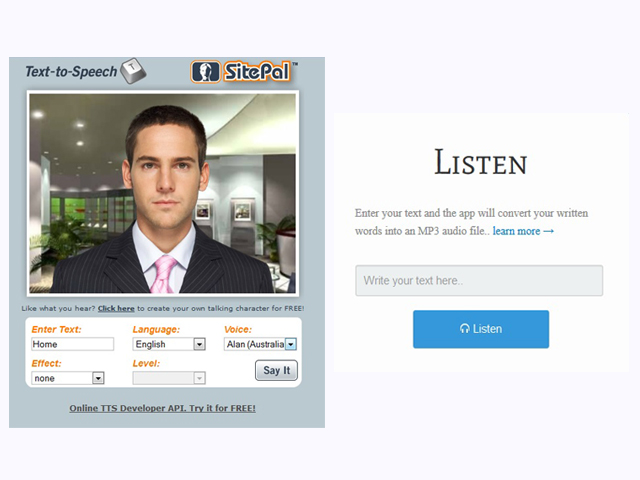 Text-to-Speech
T
SitePal™
Like what you hear? Click here to create your own talking character for FREE!
Enter Text: Language: Voice:
Home English Alan (Australia
Effect: Level:
none Say It
Online TTS Developer API. Try it for FREE!
Listen
Enter your text and the app will convert your written
words into an MP3 audio file.. learn more →
Write your text here..
Listen